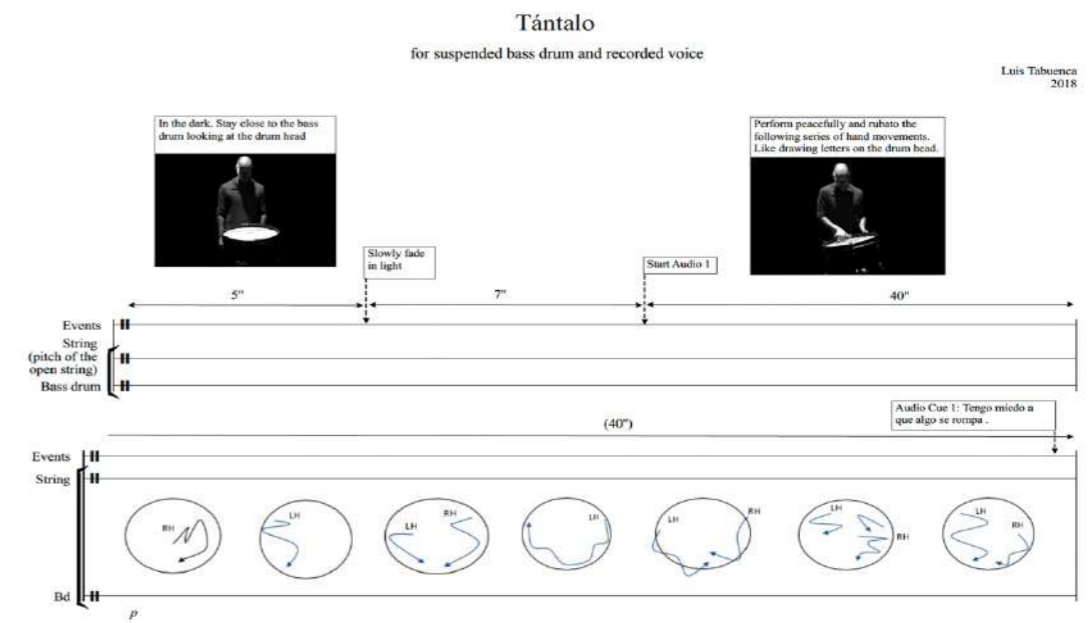 Tántalo
for suspended bass drum and recorded voice
Luis Tabuenca
2018
In the dark. Stay close to the bass
drum looking at the drum head
Perform peacefully and rubato the
following series of hand movements.
Like drawing letters on the drum head.
Slowly fade
in light
Start Audio 1
5"
7"
40"
Events
String
(pitch of the
open string)
Bass drum
Audio Cue 1: Tengo miedo a
que algo se rompa .
(40")
Events
String
RH
LH
LH
RH
LH
LH
RH
LH
RH
LH
RH
Bd
p